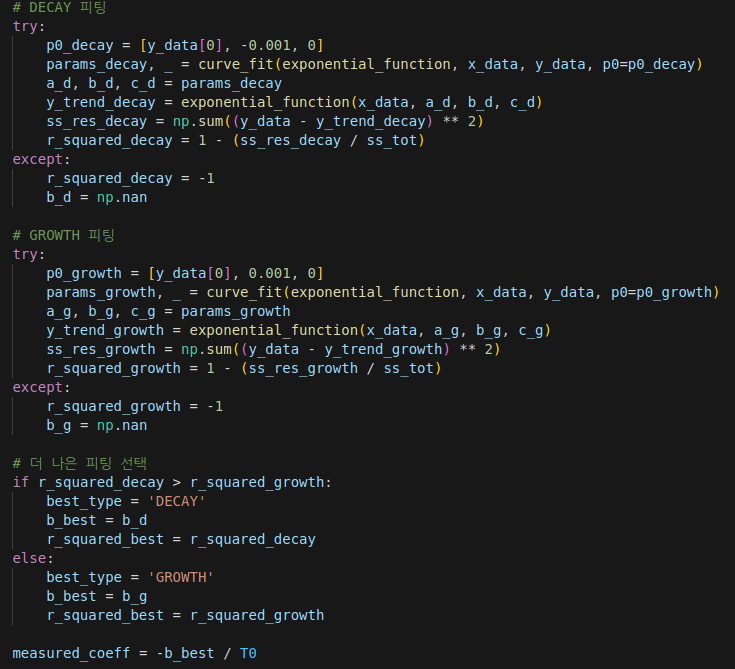 # DECAY 피팅
try:
    p0_decay = [y_data[0], -0.001, 0]
    params_decay, _ = curve_fit(exponential_function, x_data, y_data, p0=p0_decay)
    a_d, b_d, c_d = params_decay
    y_trend_decay = exponential_function(x_data, a_d, b_d, c_d)
    ss_res_decay = np.sum((y_data - y_trend_decay) ** 2)
    r_squared_decay = 1 - (ss_res_decay / ss_tot)
except:
    r_squared_decay = -1
    b_d = np.nan

# GROWTH 피팅
try:
    p0_growth = [y_data[0], 0.001, 0]
    params_growth, _ = curve_fit(exponential_function, x_data, y_data, p0=p0_growth)
    a_g, b_g, c_g = params_growth
    y_trend_growth = exponential_function(x_data, a_g, b_g, c_g)
    ss_res_growth = np.sum((y_data - y_trend_growth) ** 2)
    r_squared_growth = 1 - (ss_res_growth / ss_tot)
except:
    r_squared_growth = -1
    b_g = np.nan

# 더 나은 피팅 선택
if r_squared_decay > r_squared_growth:
    best_type = 'DECAY'
    b_best = b_d
    r_squared_best = r_squared_decay
else:
    best_type = 'GROWTH'
    b_best = b_g
    r_squared_best = r_squared_growth

measured_coeff = -b_best / T0